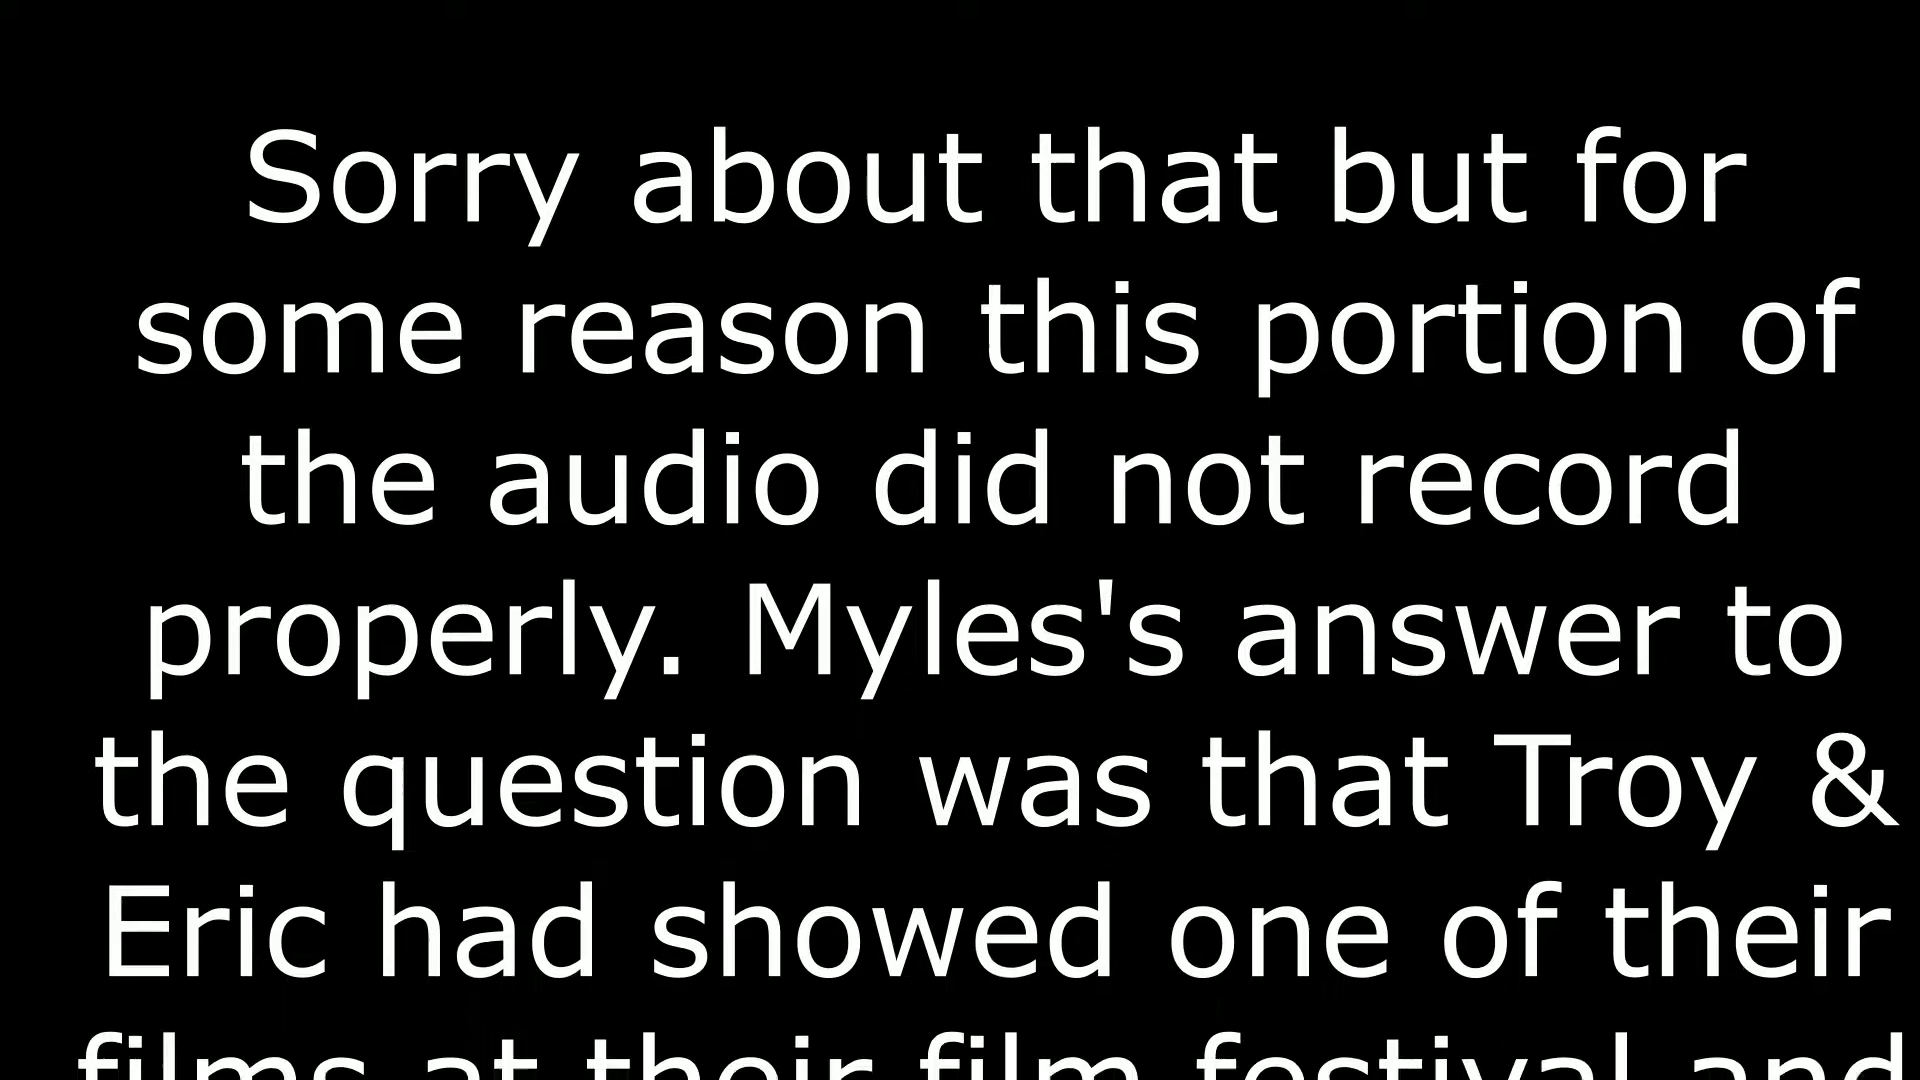 Sorry about that but for
some reason this portion of
the audio did not record
properly. Myles's answer to
the question was that Troy &
Eric had showed one of their
films at their film festival and